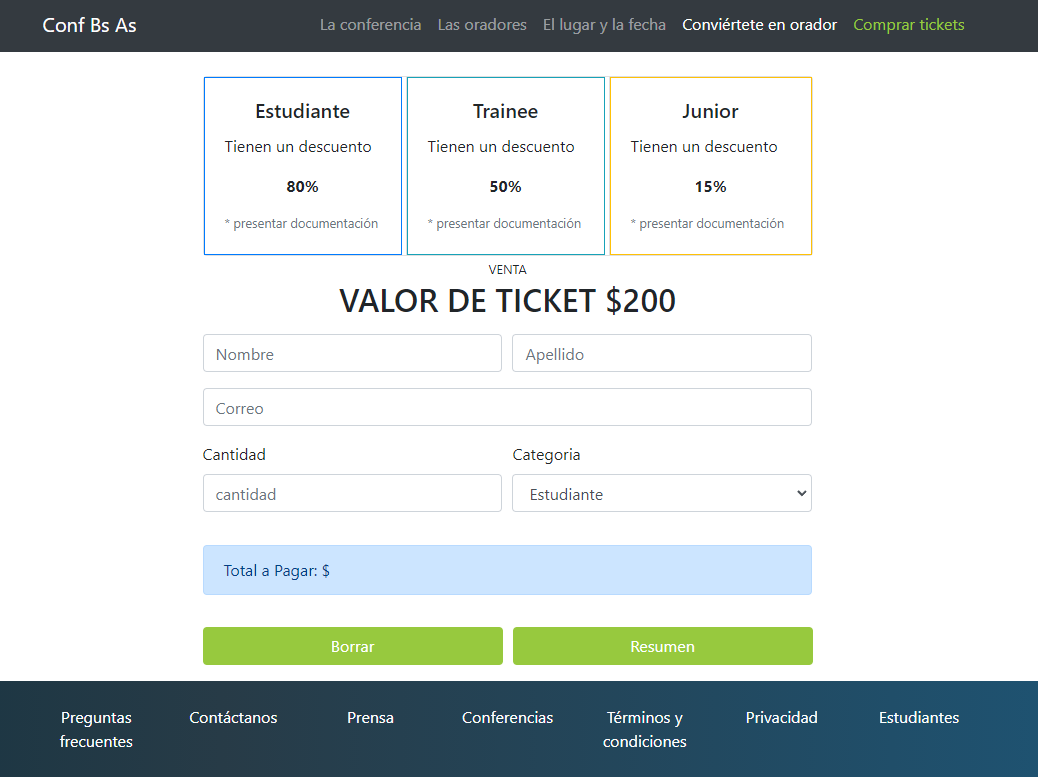 Conf Bs As
La conferencia Las oradores El lugar y la fecha Conviértete en orador Comprar tickets
Estudiante
Tienen un descuento
80%
* presentar documentación
Trainee
Tienen un descuento
50%
* presentar documentación
Junior
Tienen un descuento
15%
* presentar documentación
VENTA
VALOR DE TICKET $200
Nombre
Apellido
Correo
Cantidad
Categoria
cantidad
Estudiante
Total a Pagar: $
Borrar
Resumen
Preguntas
frecuentes
Contáctanos
Prensa
Conferencias
Términos y
condiciones
Privacidad
Estudiantes